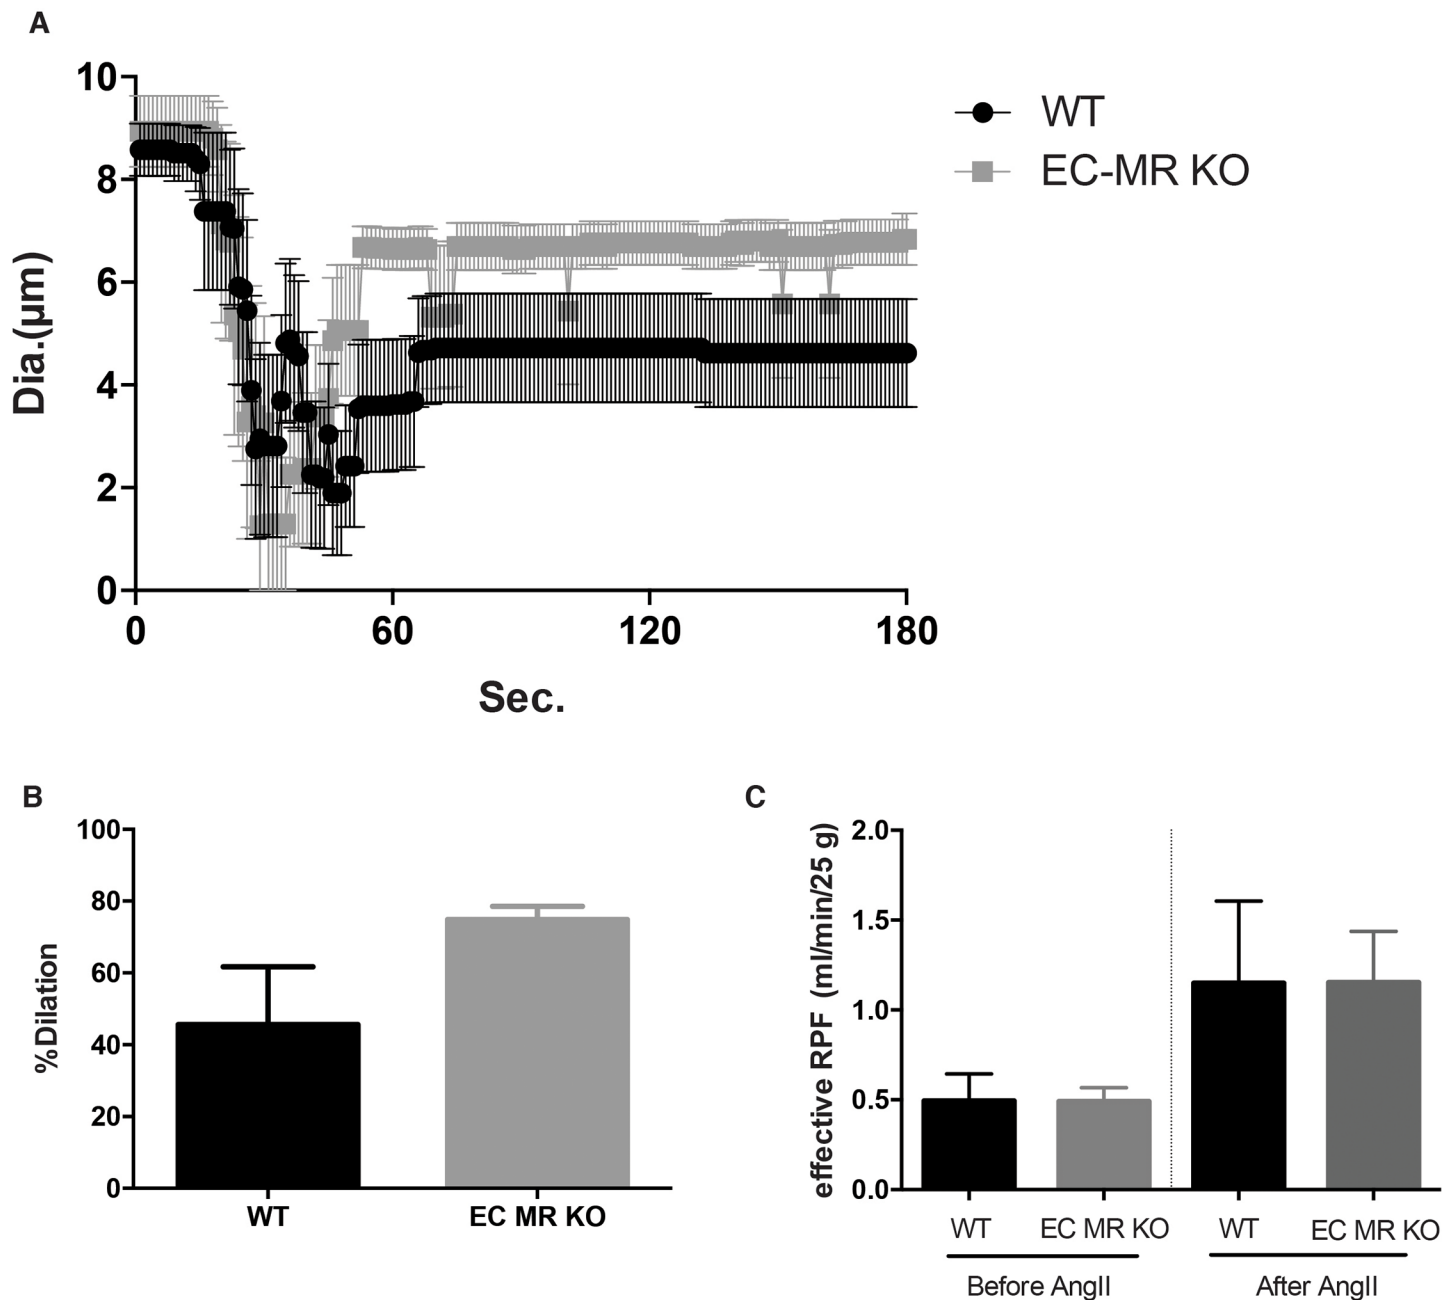 A
10
8
6
4
2
0
Dia.(µm)
0 60 120 180
Sec.
WT
EC-MR KO
B
100
80
60
40
20
0
%Dilation
WT EC MR KO
C
2.0
1.5
1.0
0.5
0.0
effective RPF (ml/min/25 g)
WT EC MR KO WT EC MR KO
Before AngII After AngII